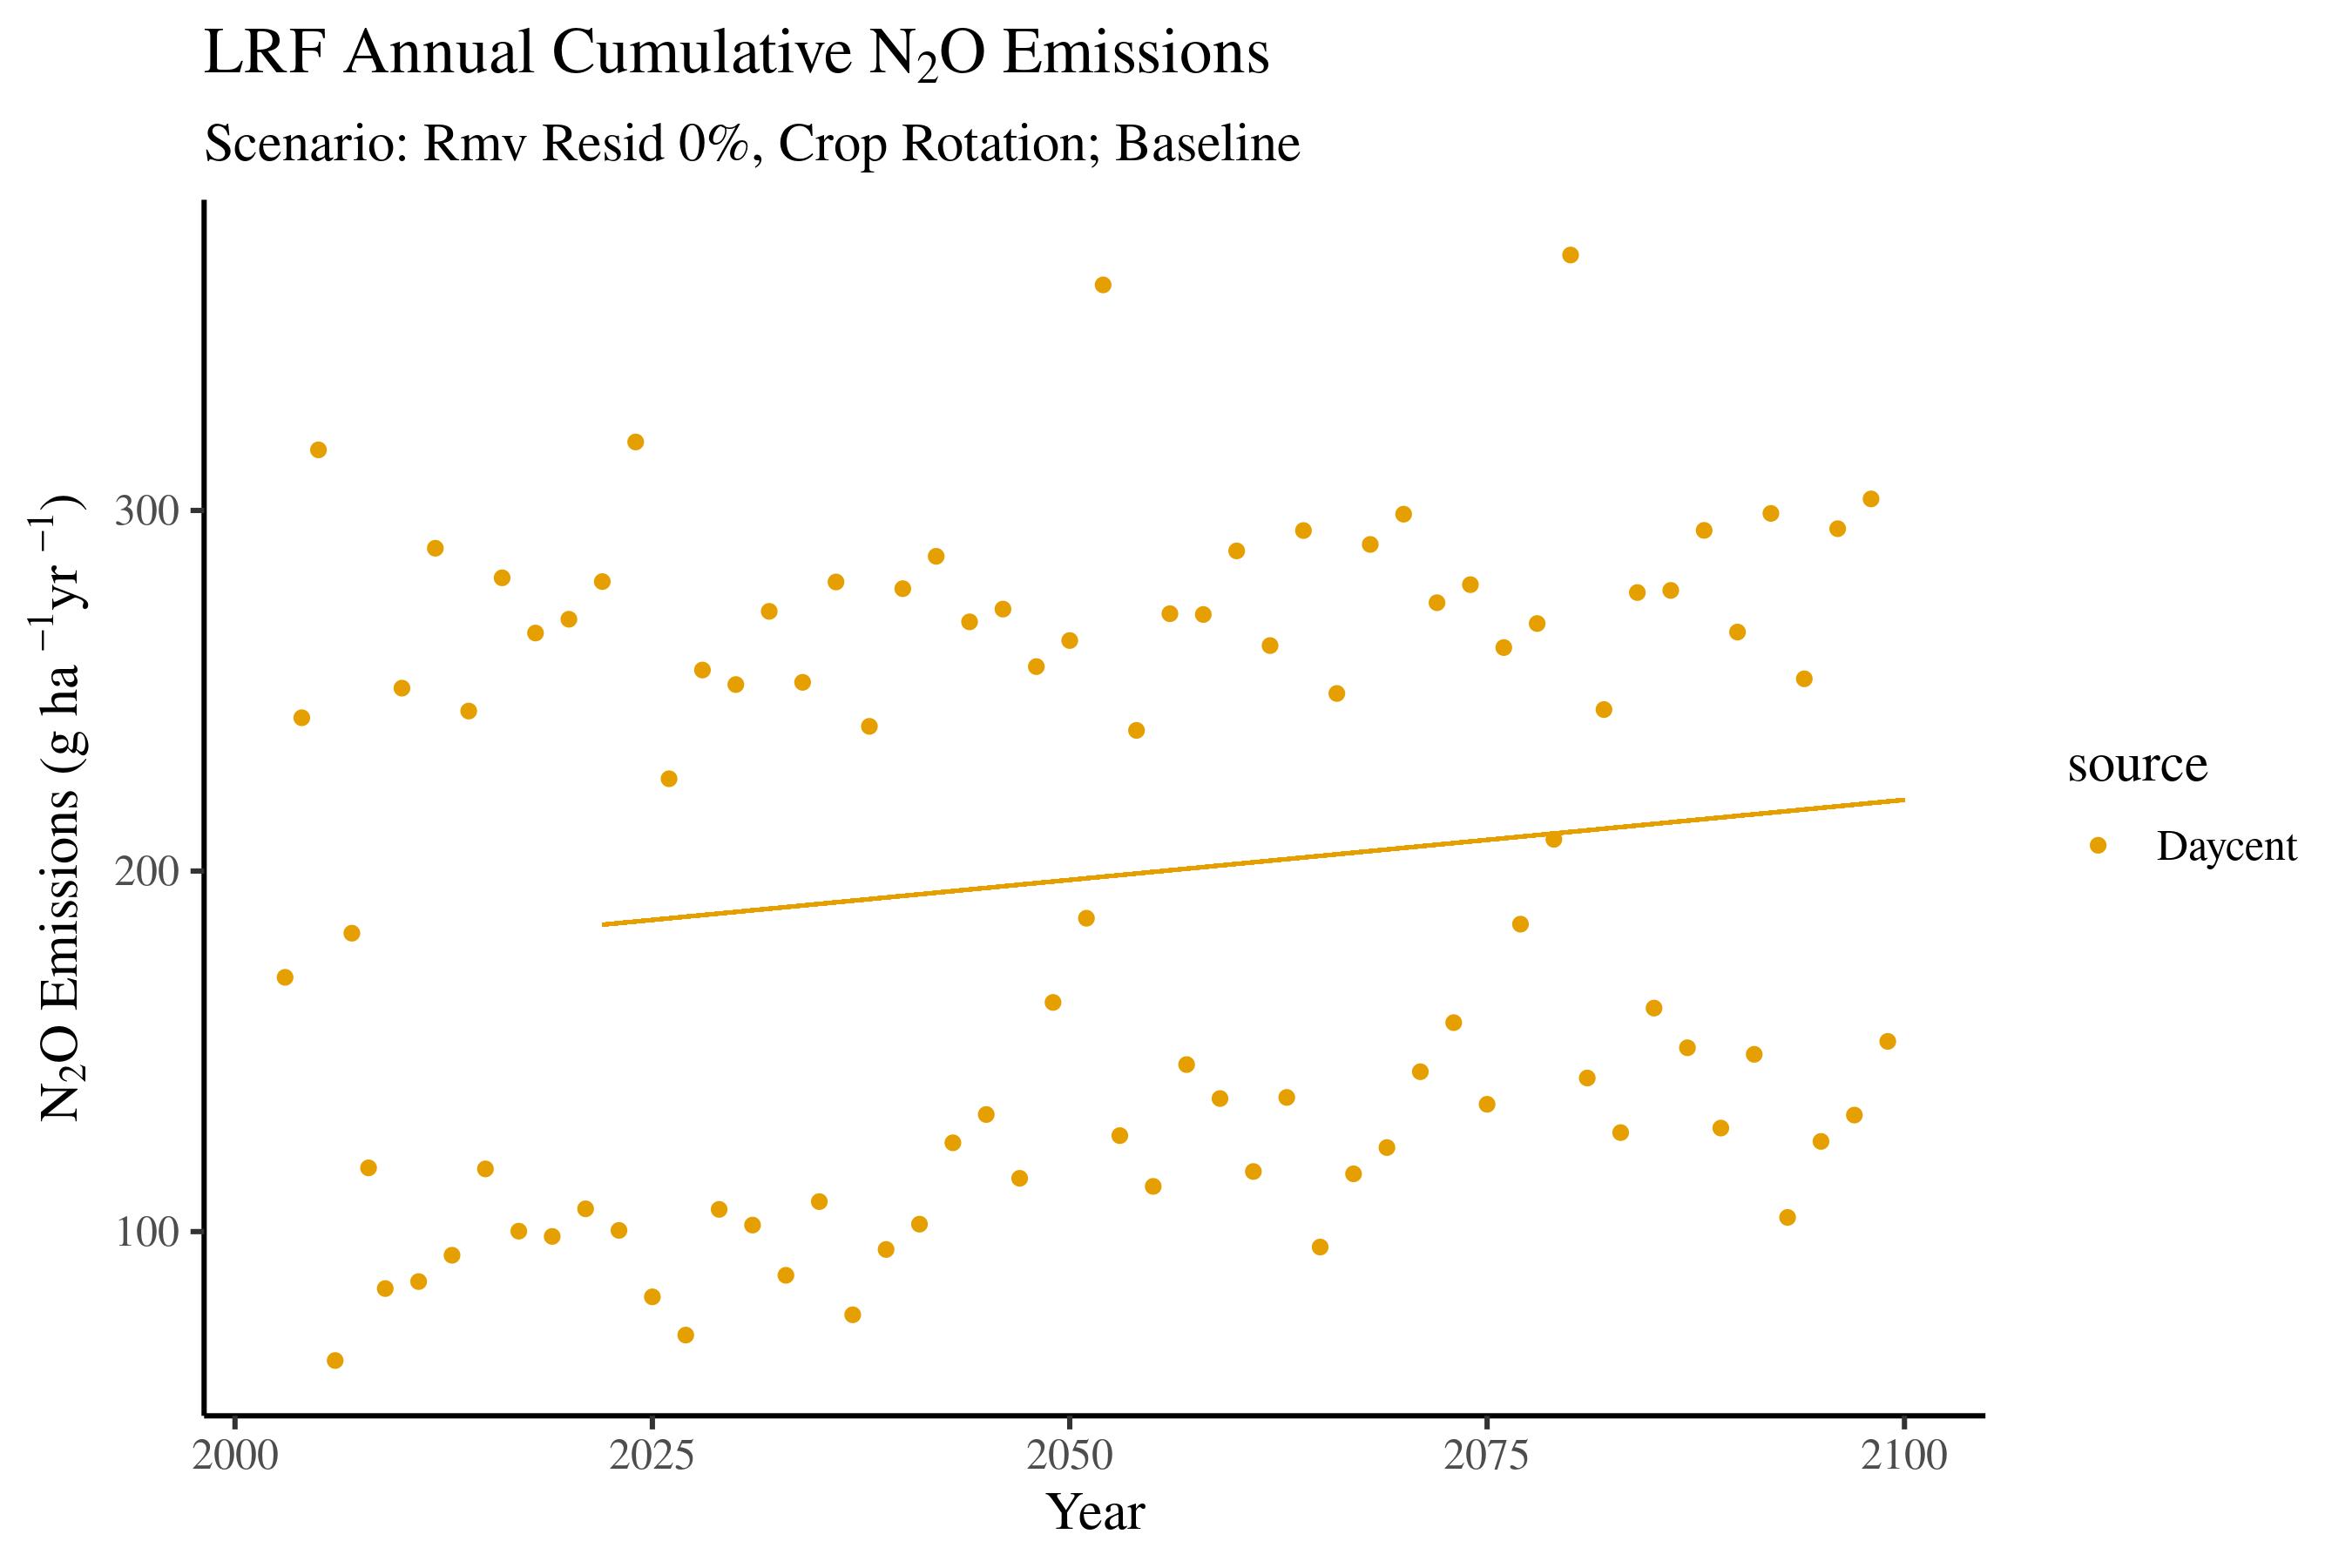 LRF Annual Cumulative N₂O Emissions
Scenario: Rmv Resid 0%, Crop Rotation; Baseline
N₂O Emissions (g ha⁻¹yr⁻¹)
300
200
100
2000 2025 2050 2075 2100
Year
source
Daycent